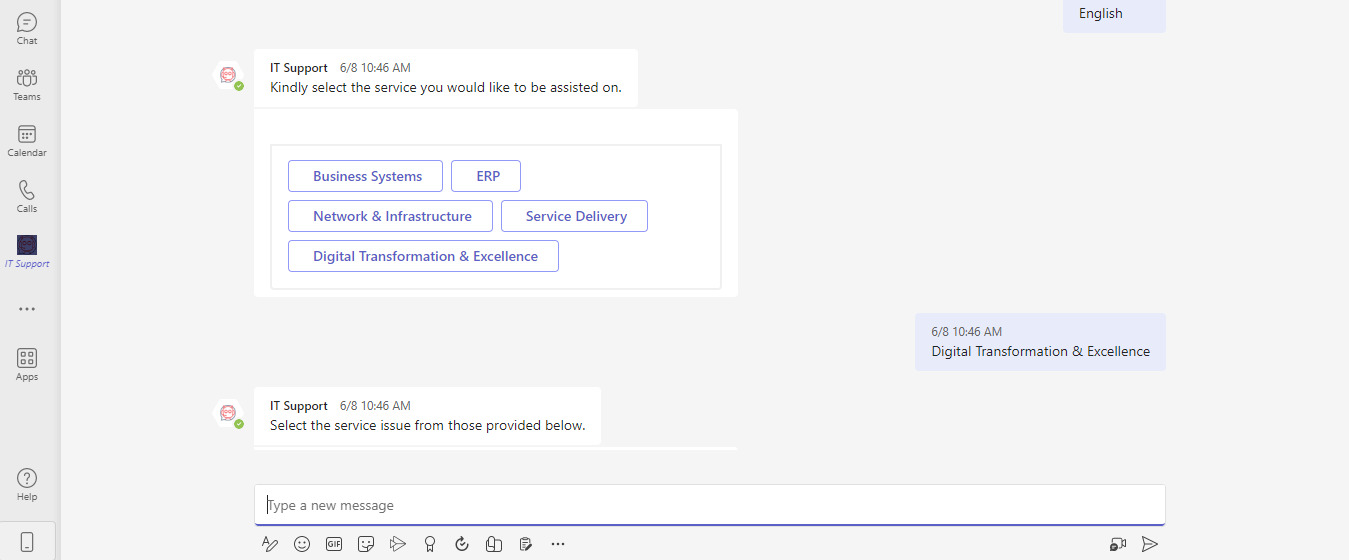 English
Chat
Teams
Calendar
Calls
IT Support
Apps
Help
IT Support 6/8 10:46 AM
Kindly select the service you would like to be assisted on.
Business Systems ERP
Network & Infrastructure Service Delivery
Digital Transformation & Excellence
6/8 10:46 AM
Digital Transformation & Excellence
IT Support 6/8 10:46 AM
Select the service issue from those provided below.
Type a new message
GIF